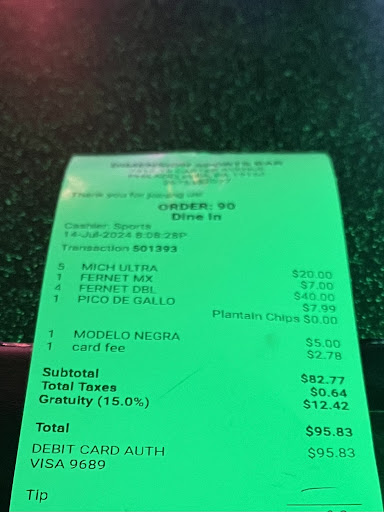 SPORTS BAR
Thank you for joining us!
ORDER: 90
Dine In
Cashier: Sports
14-Jul-2024 8:08:28P
Transaction 501393
5 MICH ULTRA $20.00
1 FERNET MX $7.00
4 FERNET DBL $40.00
1 PICO DE GALLO $7.99
Plantain Chips $0.00
1 MODELO NEGRA $5.00
1 card fee $2.78
Subtotal $82.77
Total Taxes $0.64
Gratuity (15.0%) $12.42
Total $95.83
DEBIT CARD AUTH $95.83
VISA 9689
Tip